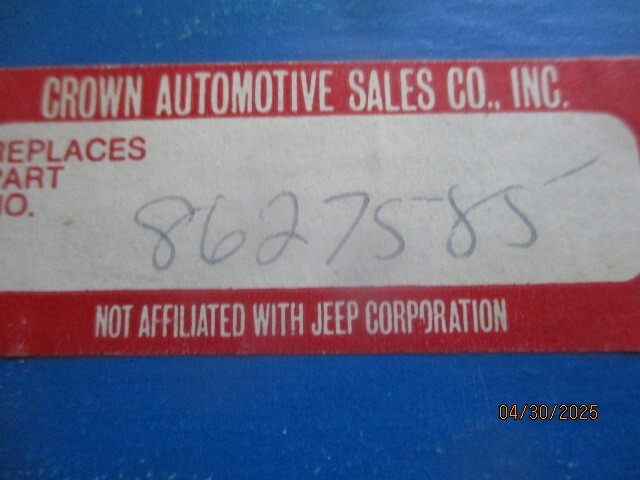 CROWN AUTOMOTIVE SALES CO., INC.
REPLACES
PART
NO.
8627585
NOT AFFILIATED WITH JEEP CORPORATION
04/30/2025